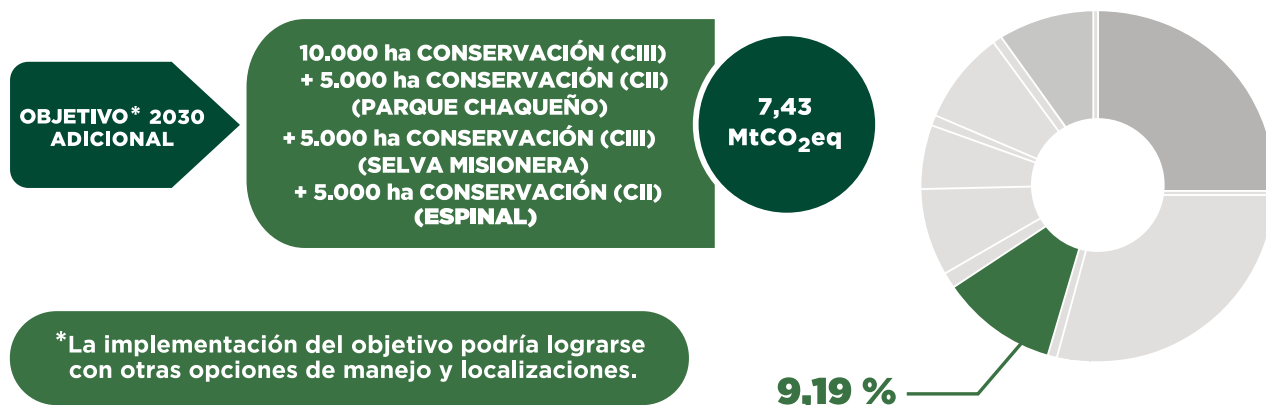 OBJETIVO* 2030
ADICIONAL
10.000 ha CONSERVACIÓN (CIII)
+ 5.000 ha CONSERVACIÓN (CII)
(PARQUE CHAQUEÑO)
+ 5.000 ha CONSERVACIÓN (CIII)
(SELVA MISIONERA)
+ 5.000 ha CONSERVACIÓN (CII)
(ESPINAL)
7,43
MtCO₂eq
*La implementación del objetivo podría lograrse
con otras opciones de manejo y localizaciones.
9,19 %